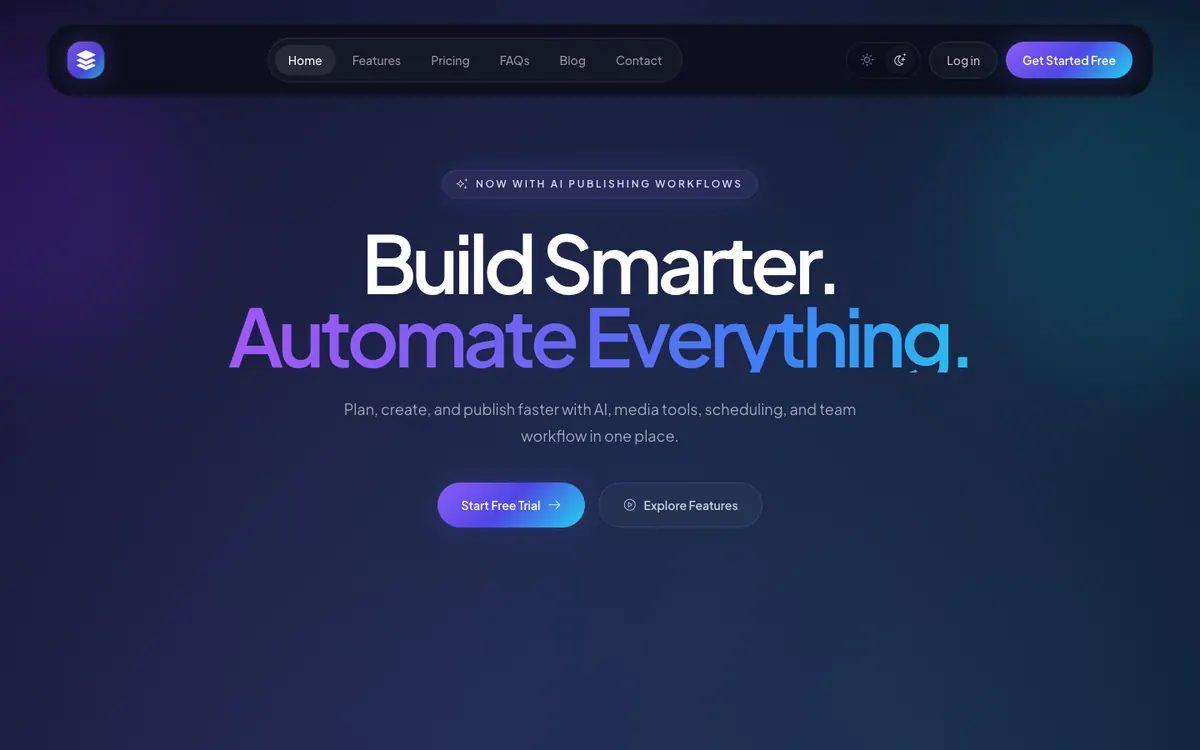 Home Features Pricing FAQs Blog Contact Log in Get Started Free
NOW WITH AI PUBLISHING WORKFLOWS
Build Smarter.
Automate Everything.
Plan, create, and publish faster with AI, media tools, scheduling, and team
workflow in one place.
Start Free Trial Explore Features